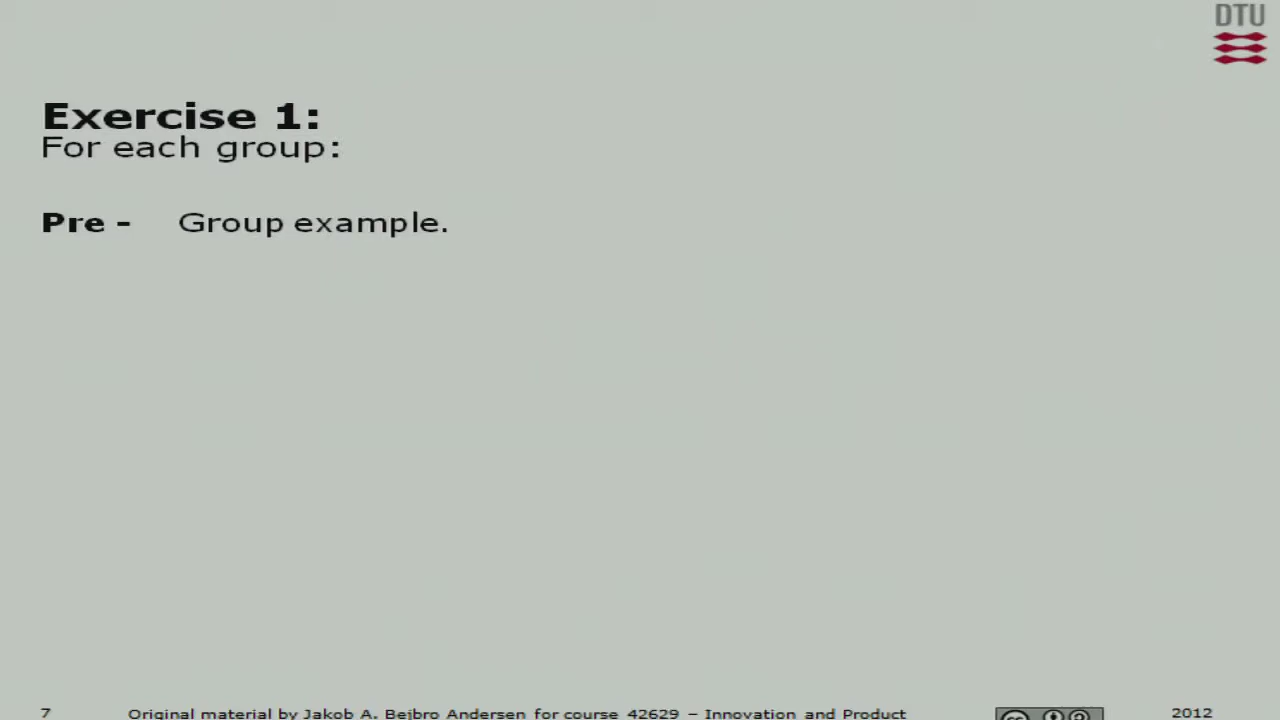 DTU
Exercise 1:
For each group:
Pre - Group example.
7 Original material by Jakob A. Bejbro Andersen for course 42629 – Innovation and Product 2012